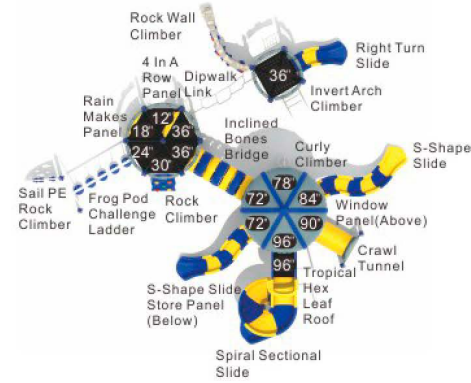 Rock Wall
Climber
Right Turn
Slide
4 In A
Row
Panel
Dipwalk
Link
36"
Invert Arch
Climber
Rain
Makes
Panel
12"
18"
36"
24"
36"
30"
Inclined
Bones
Bridge
Curly
Climber
S-Shape
Slide
Sail PE
Rock
Climber
Frog Pod
Challenge
Ladder
Rock
Climber
78"
72"
84"
72"
90"
96"
96"
Window
Panel(Above)
Crawl
Tunnel
S-Shape Slide
Store Panel
(Below)
Tropical
Hex
Leaf
Roof
Spiral Sectional
Slide